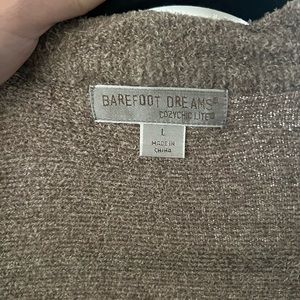 BAREFOOT DREAMS®
COZYCHIC LITE®
L
MADE IN
CHINA